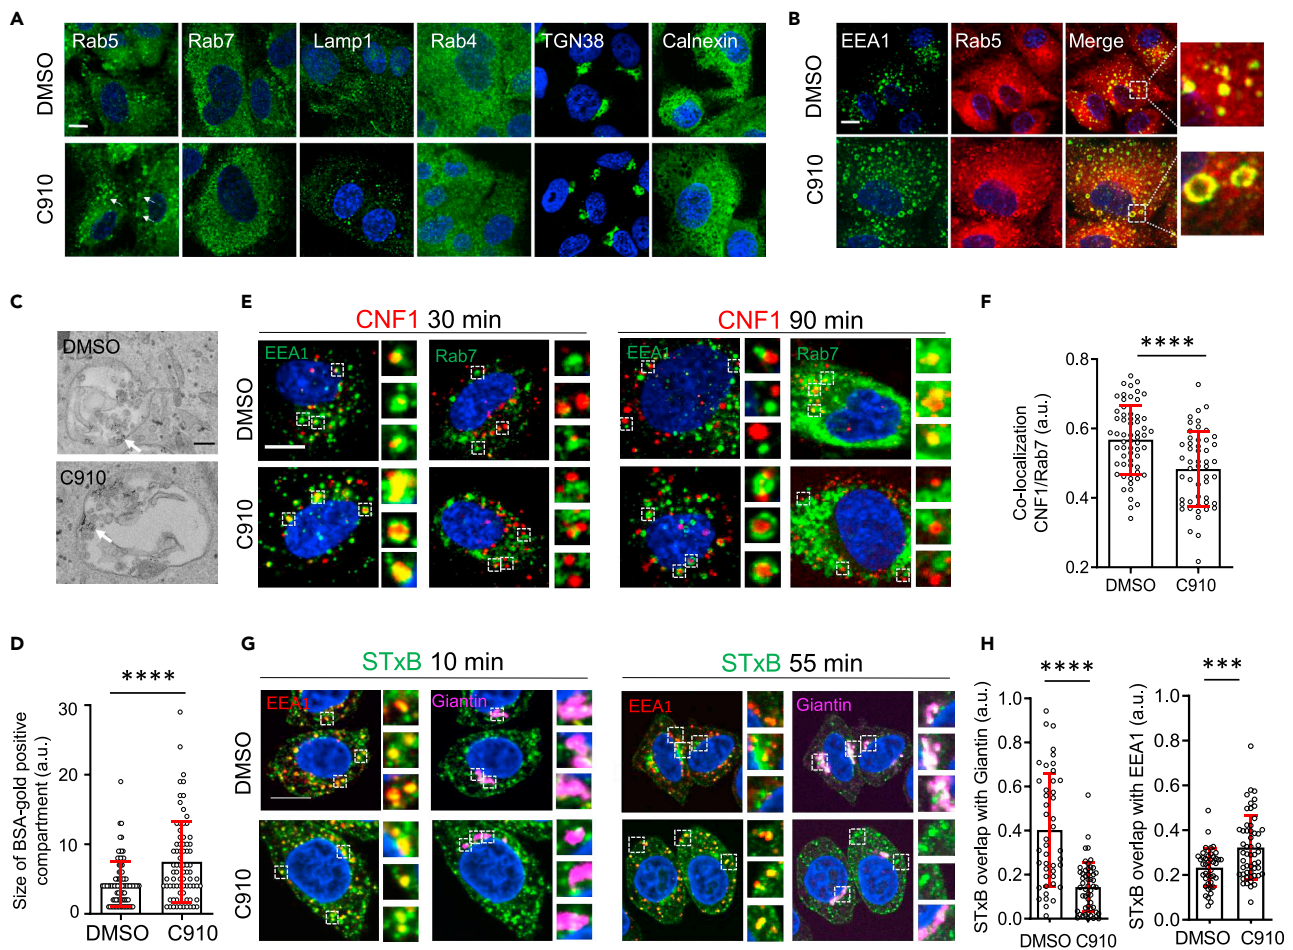 A
Rab5 Rab7 Lamp1 Rab4 TGN38 Calnexin
DMSO
C910
B
EEA1 Rab5 Merge
DMSO
C910
C
DMSO
C910
E
CNF1 30 min
CNF1 90 min
EEA1 Rab7 EEA1 Rab7
DMSO
C910
F
****
0.8
0.6
0.4
0.2
Co-localization
CNF1/Rab7 (a.u.)
DMSO C910
D
****
30
20
10
0
Size of BSA-gold positive
compartment (a.u.)
DMSO C910
G
STxB 10 min
STxB 55 min
EEA1 Giantin EEA1 Giantin
DMSO
C910
H
****
1.0
0.8
0.6
0.4
0.2
0.0
STxB overlap with Giantin (a.u.)
DMSO C910
***
1.0
0.8
0.6
0.4
0.2
0.0
STxB overlap with EEA1 (a.u.)
DMSO C910